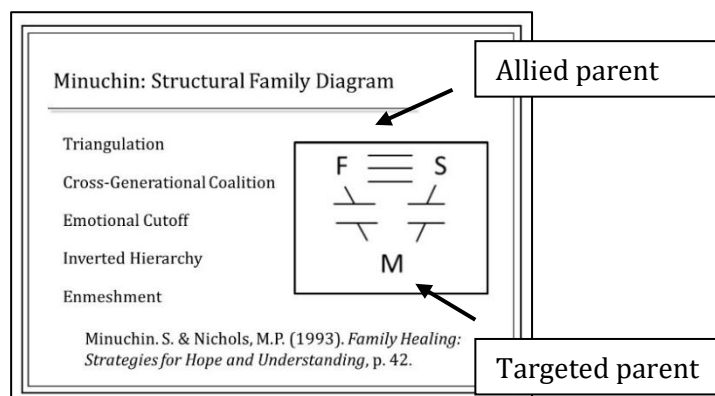 Allied parent
Minuchin: Structural Family Diagram
Triangulation
Cross-Generational Coalition
Emotional Cutoff
Inverted Hierarchy
Enmeshment
F S
M
Minuchin. S. & Nichols, M.P. (1993). Family Healing:
Strategies for Hope and Understanding, p. 42.
Targeted parent